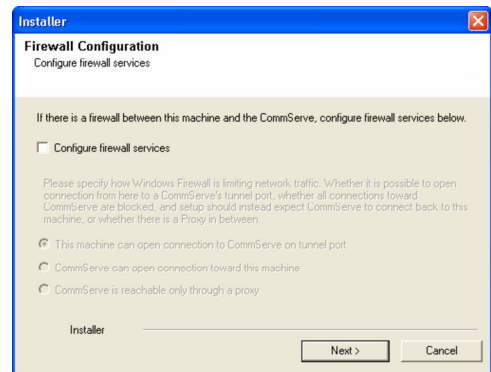 Installer
Firewall Configuration
Configure firewall services
If there is a firewall between this machine and the CommServe, configure firewall services below.
Configure firewall services
Please specify how Windows Firewall is limiting network traffic. Whether it is possible to open
connection from here to a CommServe's tunnel port, whether all connections toward
CommServe are blocked, and setup should instead expect CommServe to connect back to this
machine, or whether there is a Proxy in between.
This machine can open connection to CommServe on tunnel port
CommServe can open connection toward this machine
CommServe is reachable only through a proxy
Installer
Next >
Cancel